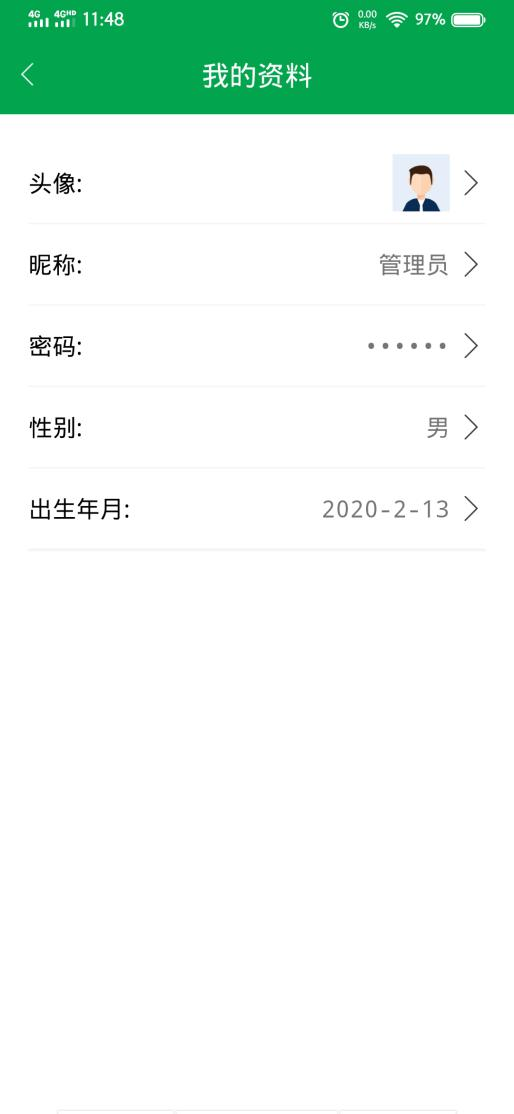 4G 4GHD 11:48 0.00 KB/s 97%
我的资料
头像:
昵称: 管理员
密码: ••••••
性别: 男
出生年月: 2020-2-13